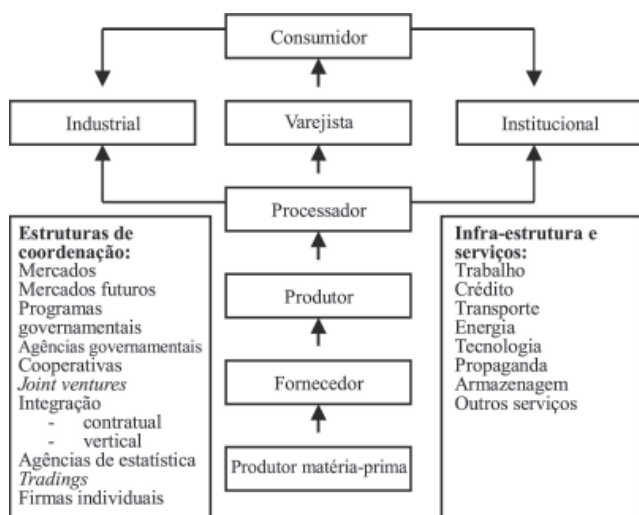 Consumidor
Industrial
Varejista
Institucional
Processador
Estruturas de
coordenação:
Mercados
Mercados futuros
Programas
governamentais
Agências governamentais
Cooperativas
Joint ventures
Integração
- contratual
- vertical
Agências de estatística
Tradings
Firmas individuais
Produtor
Fornecedor
Produtor matéria-prima
Infra-estrutura e
serviços:
Trabalho
Crédito
Transporte
Energia
Tecnologia
Propaganda
Armazenagem
Outros serviços